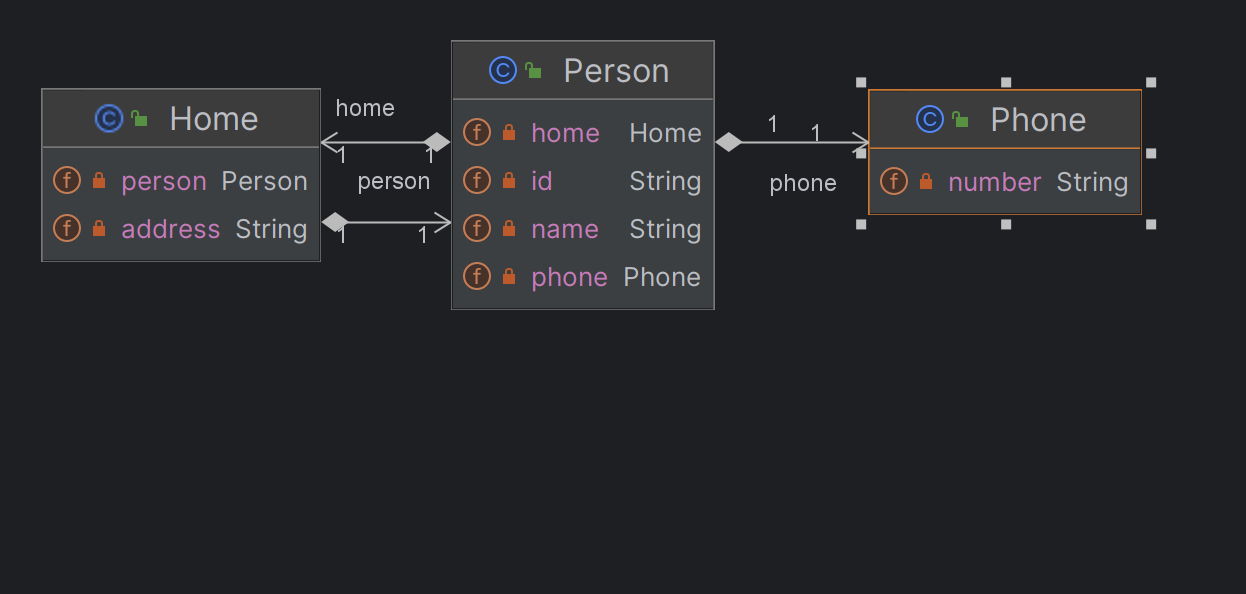 C Home
f person Person
f address String
home
1 1
person
1 1
C Person
f home Home
f id String
f name String
f phone Phone
1 1
phone
C Phone
f number String